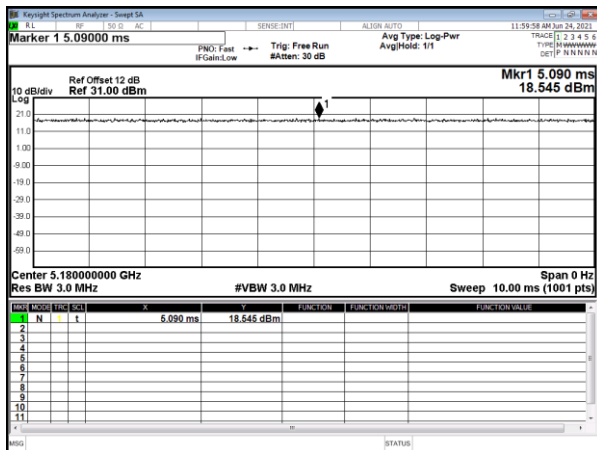 Keysight Spectrum Analyzer - Swept SA
RL RF 50 Ω AC SENSE:INT ALIGN AUTO 11:59:58 AM Jun 24, 2021
Marker 1 5.09000 ms
PNO: Fast
IFGain:Low
Trig: Free Run
#Atten: 30 dB
Avg Type: Log-Pwr
Avg|Hold: 1/1
TRACE 1 2 3 4 5 6
TYPE M WWWWW
DET P N N N N N
Ref Offset 12 dB
10 dB/div Ref 31.00 dBm
Log
Mkr1 5.090 ms
18.545 dBm
1
21.0
11.0
1.00
-9.00
-19.0
-29.0
-39.0
-49.0
-59.0
Center 5.180000000 GHz Span 0 Hz
Res BW 3.0 MHz #VBW 3.0 MHz Sweep 10.00 ms (1001 pts)
MKR MODE TRC SCL X Y FUNCTION FUNCTION WIDTH FUNCTION VALUE
1 N 1 t 5.090 ms 18.545 dBm
2
3
4
5
6
7
8
9
10
11
MSG STATUS